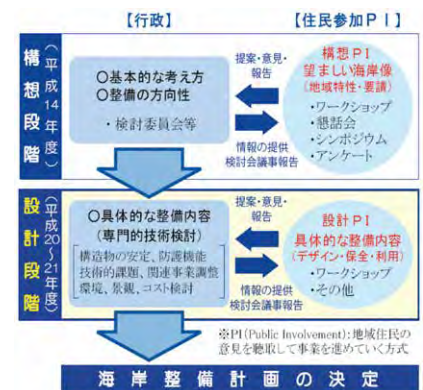 【行政】
【住民参加PI】
構想段階
(平成14年度)
○基本的な考え方
○整備の方向性
・検討委員会等
提案・意見・
報告
情報の提供
検討会議事報告
構想PI
望ましい海岸像
(地域特性・要請)
・ワークショップ
・懇話会
・シンポジウム
・アンケート
設計段階
(平成20〜21年度)
○具体的な整備内容
(専門的技術検討)
構造物の安定、防護機能
技術的課題、関連事業調整
環境、景観、コスト検討
提案・意見・
報告
情報の提供
検討会議事報告
設計PI
具体的な整備内容
(デザイン・保全・利用)
・ワークショップ
・その他
※PI(Public Involvement):地域住民の
意見を聴取して事業を進めていく方式
海岸整備計画の決定